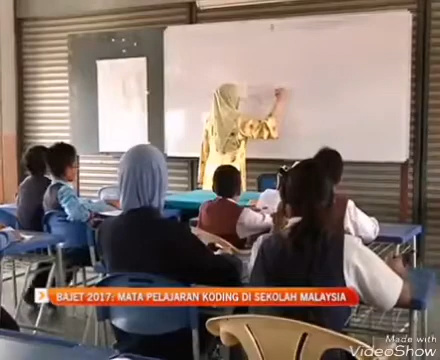 BAJET 2017: MATA PELAJARAN KODING DI SEKOLAH MALAYSIA
Made with
VideoShow